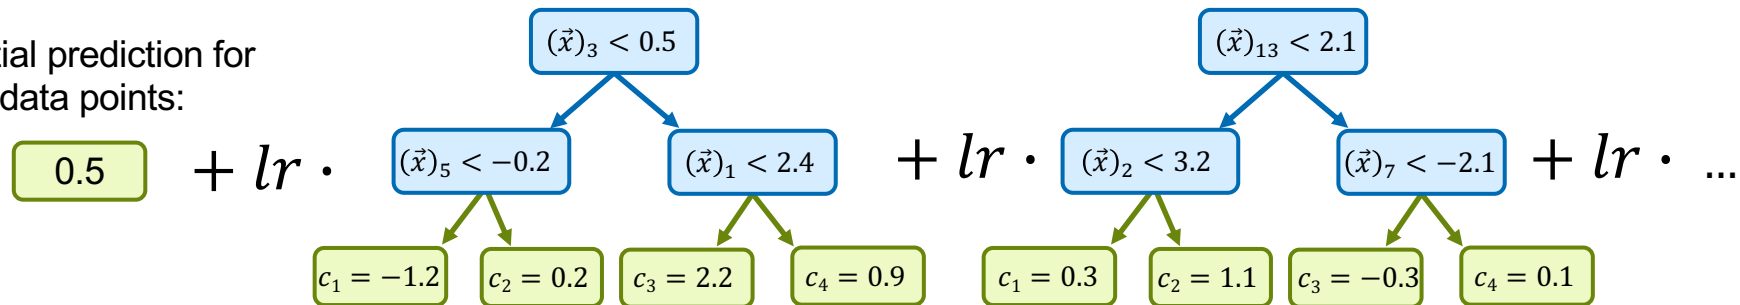 tial prediction for
data points:
0.5
+ lr ·
(x⃗)₃ < 0.5
(x⃗)₅ < −0.2
(x⃗)₁ < 2.4
c₁ = −1.2
c₂ = 0.2
c₃ = 2.2
c₄ = 0.9
+ lr ·
(x⃗)₁₃ < 2.1
(x⃗)₂ < 3.2
(x⃗)₇ < −2.1
c₁ = 0.3
c₂ = 1.1
c₃ = −0.3
c₄ = 0.1
+ lr · ...